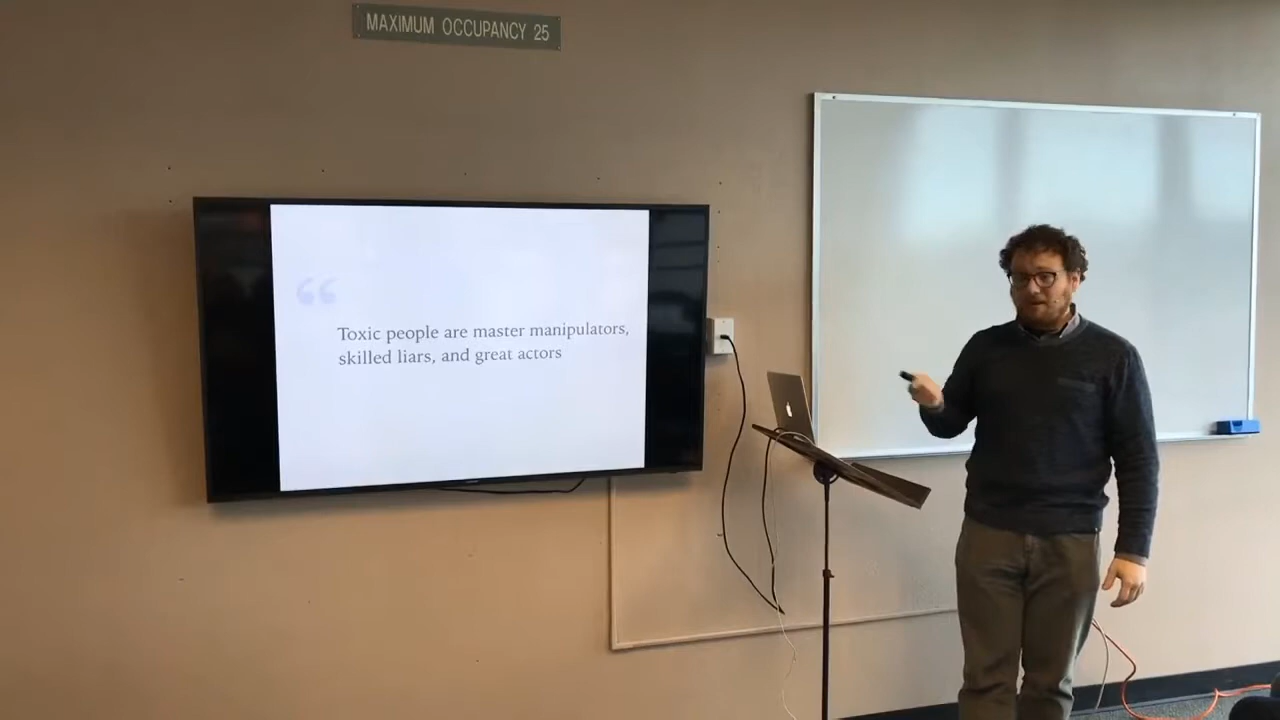 MAXIMUM OCCUPANCY 25
“
Toxic people are master manipulators,
skilled liars, and great actors